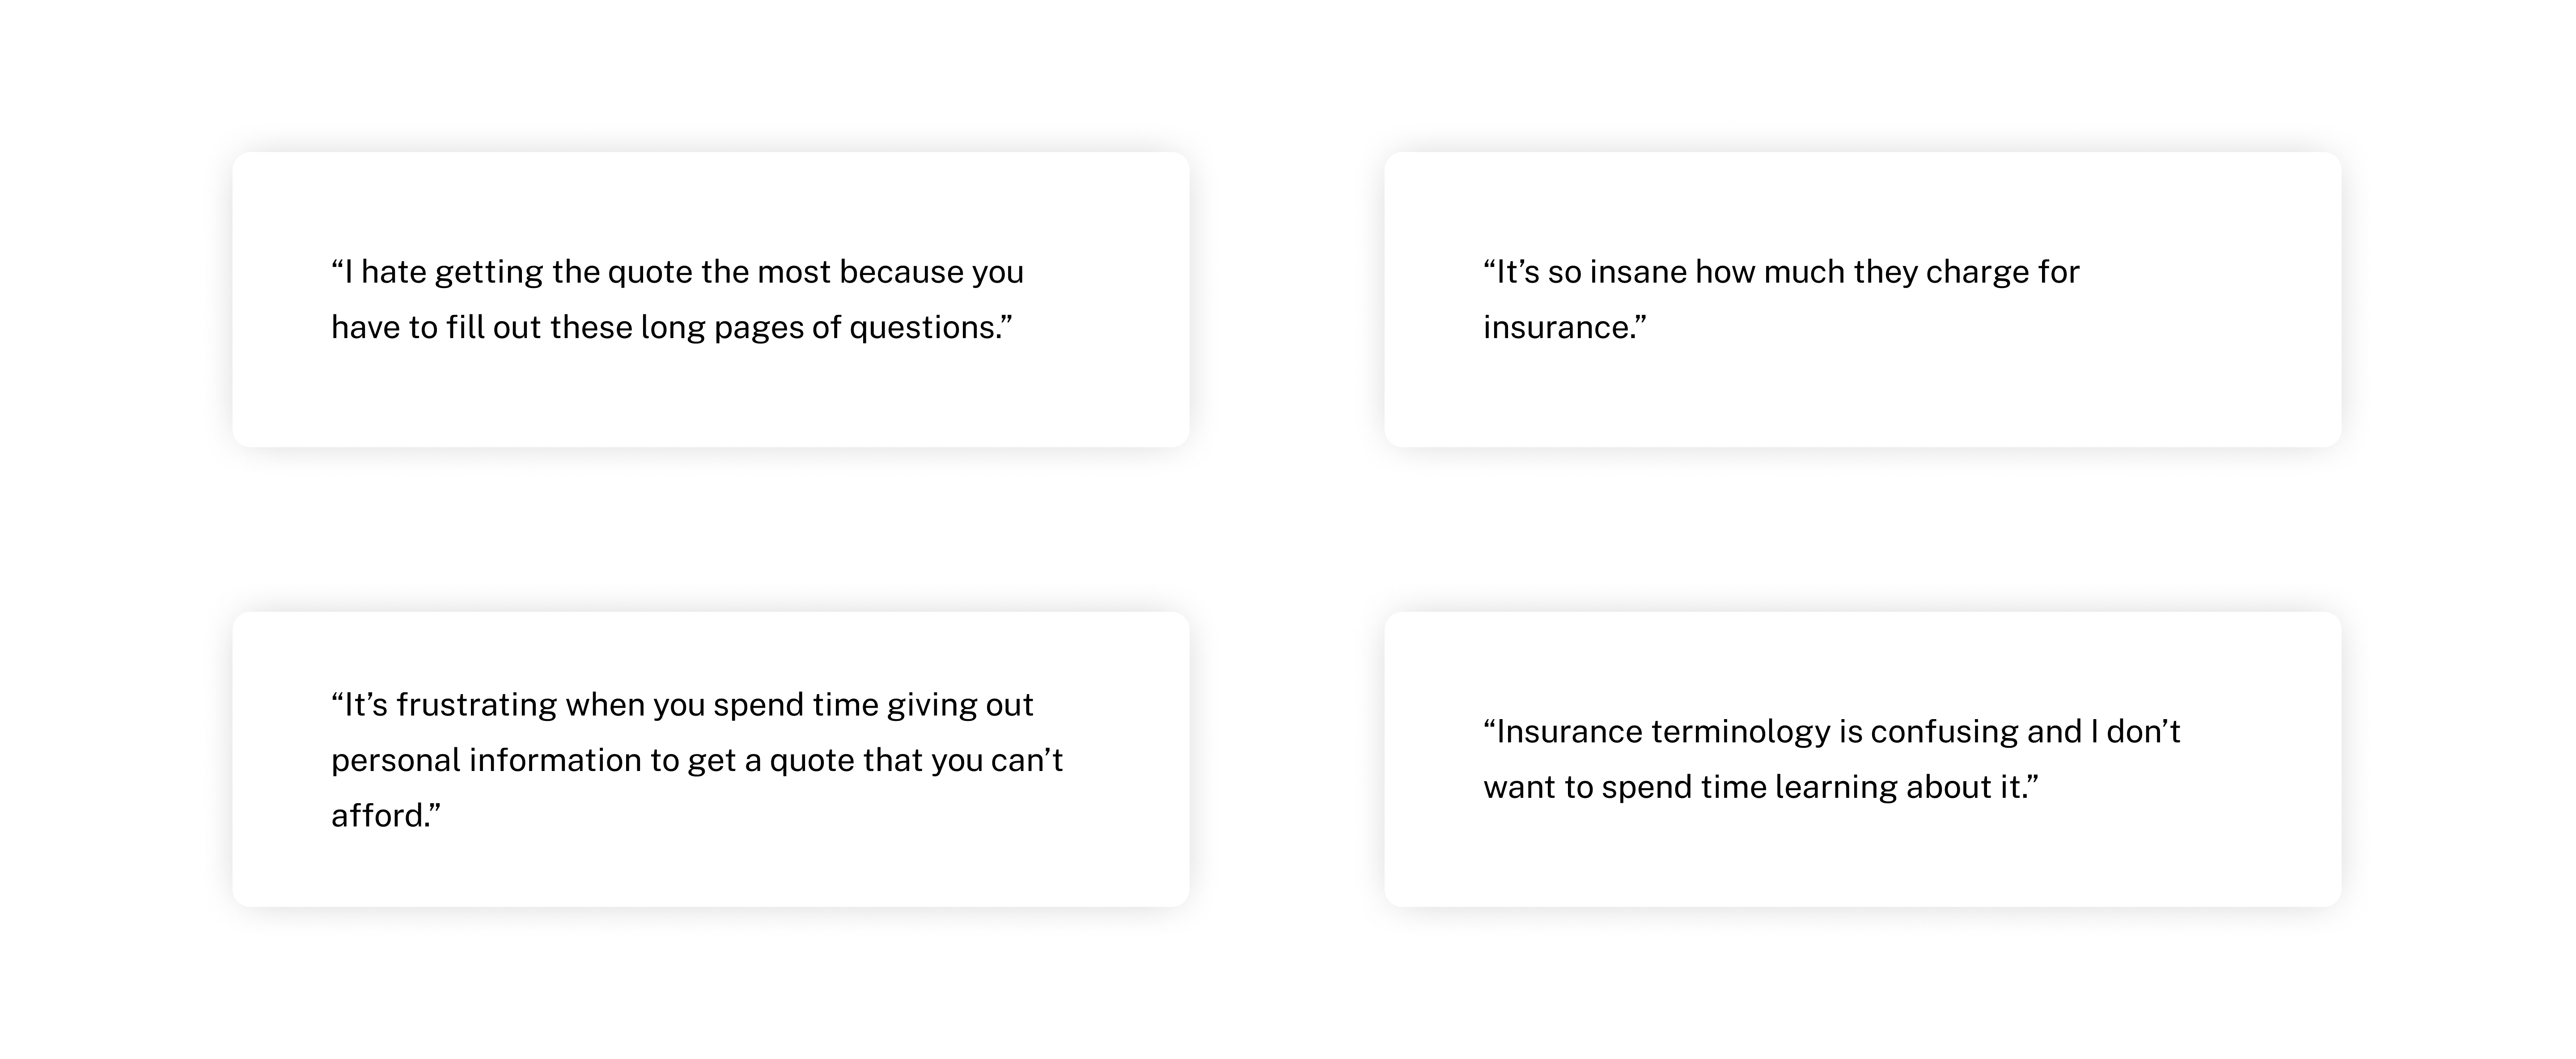 “I hate getting the quote the most because you
have to fill out these long pages of questions.”
“It’s so insane how much they charge for
insurance.”
“It’s frustrating when you spend time giving out
personal information to get a quote that you can’t
afford.”
“Insurance terminology is confusing and I don’t
want to spend time learning about it.”